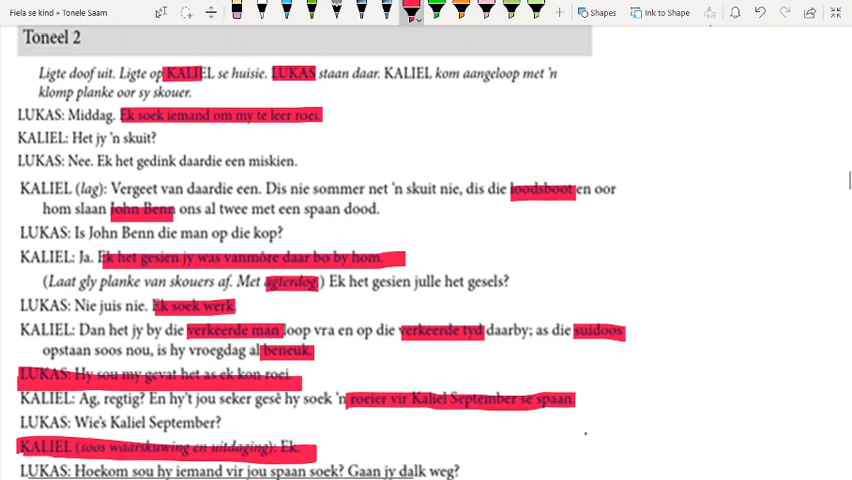 Fiela se kind • Tonele Saam
Shapes
Ink to Share
Toneel 2
Ligte doof uit. Ligte op KALIEL se huisie. LUKAS staan daar. KALIEL kom aangeloop met 'n
klomp planke oor sy skouer.
LUKAS: Middag. Ek soek iemand om my te leer roei.
KALIEL: Het jy 'n skuit?
LUKAS: Nee. Ek het gedink daardie een miskien.
KALIEL (lag): Vergeet van daardie een. Dis nie sommer net 'n skuit nie, dis die loodsboot en oor
hom slaan John Benn ons al twee met een spaan dood.
LUKAS: Is John Benn die man op die kop?
KALIEL: Ja. Ek het gesien jy was vanmôre daar bo by hom.
(Laat gly planke van skouers af. Met agterdog.) Ek het gesien julle het gesels?
LUKAS: Nie juis nie. Ek soek werk.
KALIEL: Dan het jy by die verkeerde man loop vra en op die verkeerde tyd daarby; as die suidoos
opstaan soos nou, is hy vroegdag al beneuk.
LUKAS: Hy sou my gevat het as ek kon roei.
KALIEL: Ag, regtig? En hy't jou seker gesê hy soek 'n roeier vir Kaliel September se spaan.
LUKAS: Wie's Kaliel September?
KALIEL (soos waarskuwing en uitdaging): Ek.
LUKAS: Hoekom sou hy iemand vir jou spaan soek? Gaan jy dalk weg?